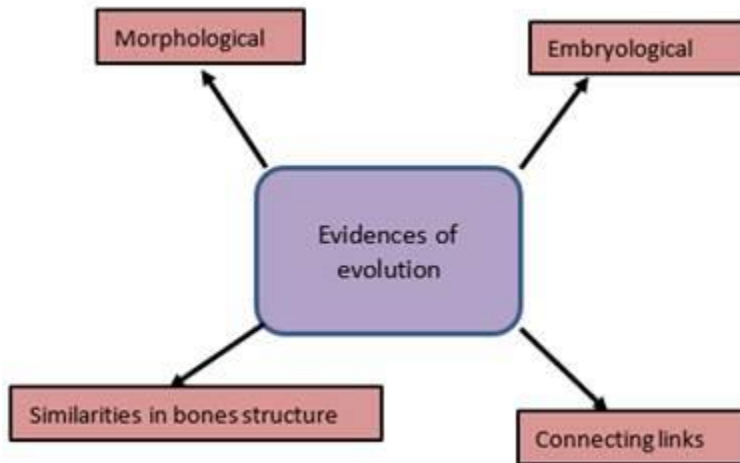 Morphological
Embryological
Evidences of
evolution
Similarities in bones structure
Connecting links